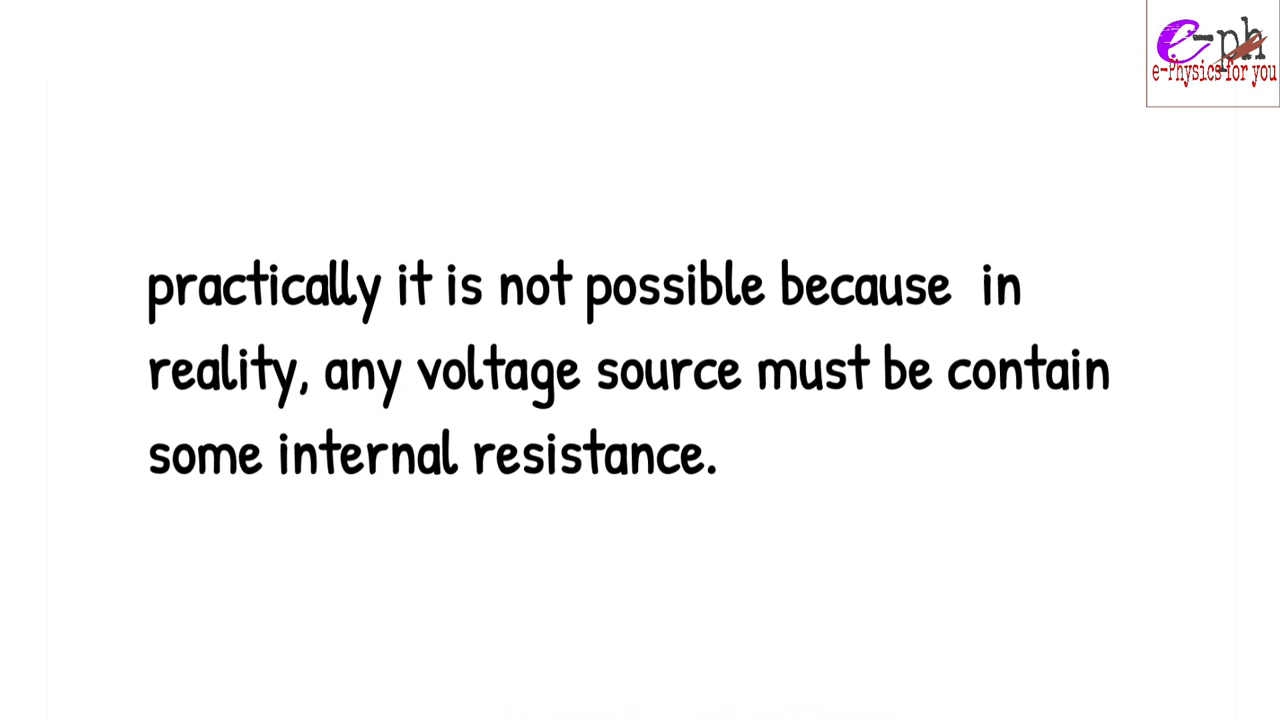 e-ph
e-Physics for you
practically it is not possible because in
reality, any voltage source must be contain
some internal resistance.